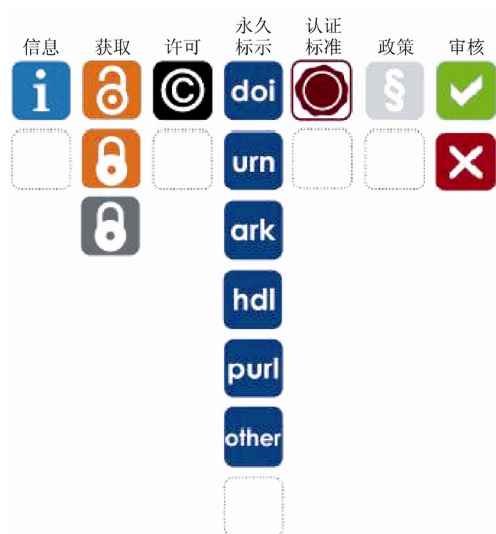 永久 认证
信息 获取 许可 标示 标准 政策 审核
i © doi §
urn
ark
hdl
purl
other